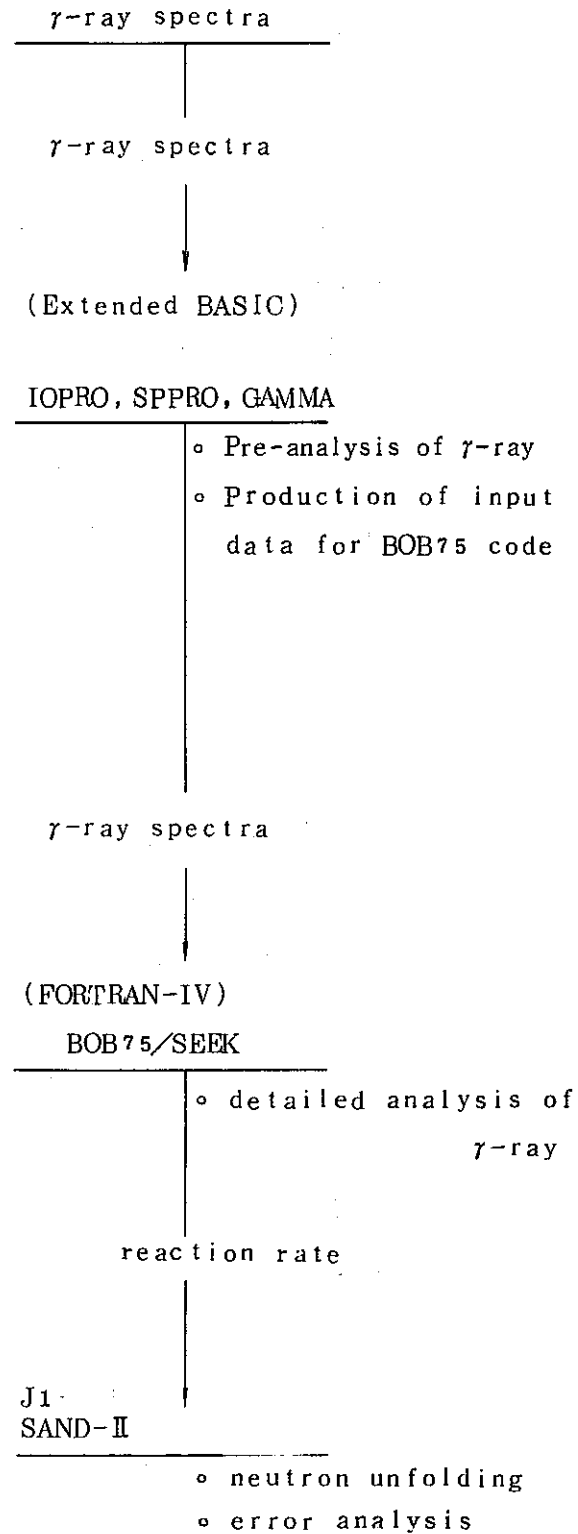 γ-ray spectra
γ-ray spectra
(Extended BASIC)
IOPRO, SPPRO, GAMMA
∘ Pre-analysis of γ-ray
∘ Production of input
data for BOB75 code
γ-ray spectra
(FORTRAN-IV)
BOB75/SEEK
∘ detailed analysis of
γ-ray
reaction rate
J1
SAND-Ⅱ
∘ neutron unfolding
∘ error analysis